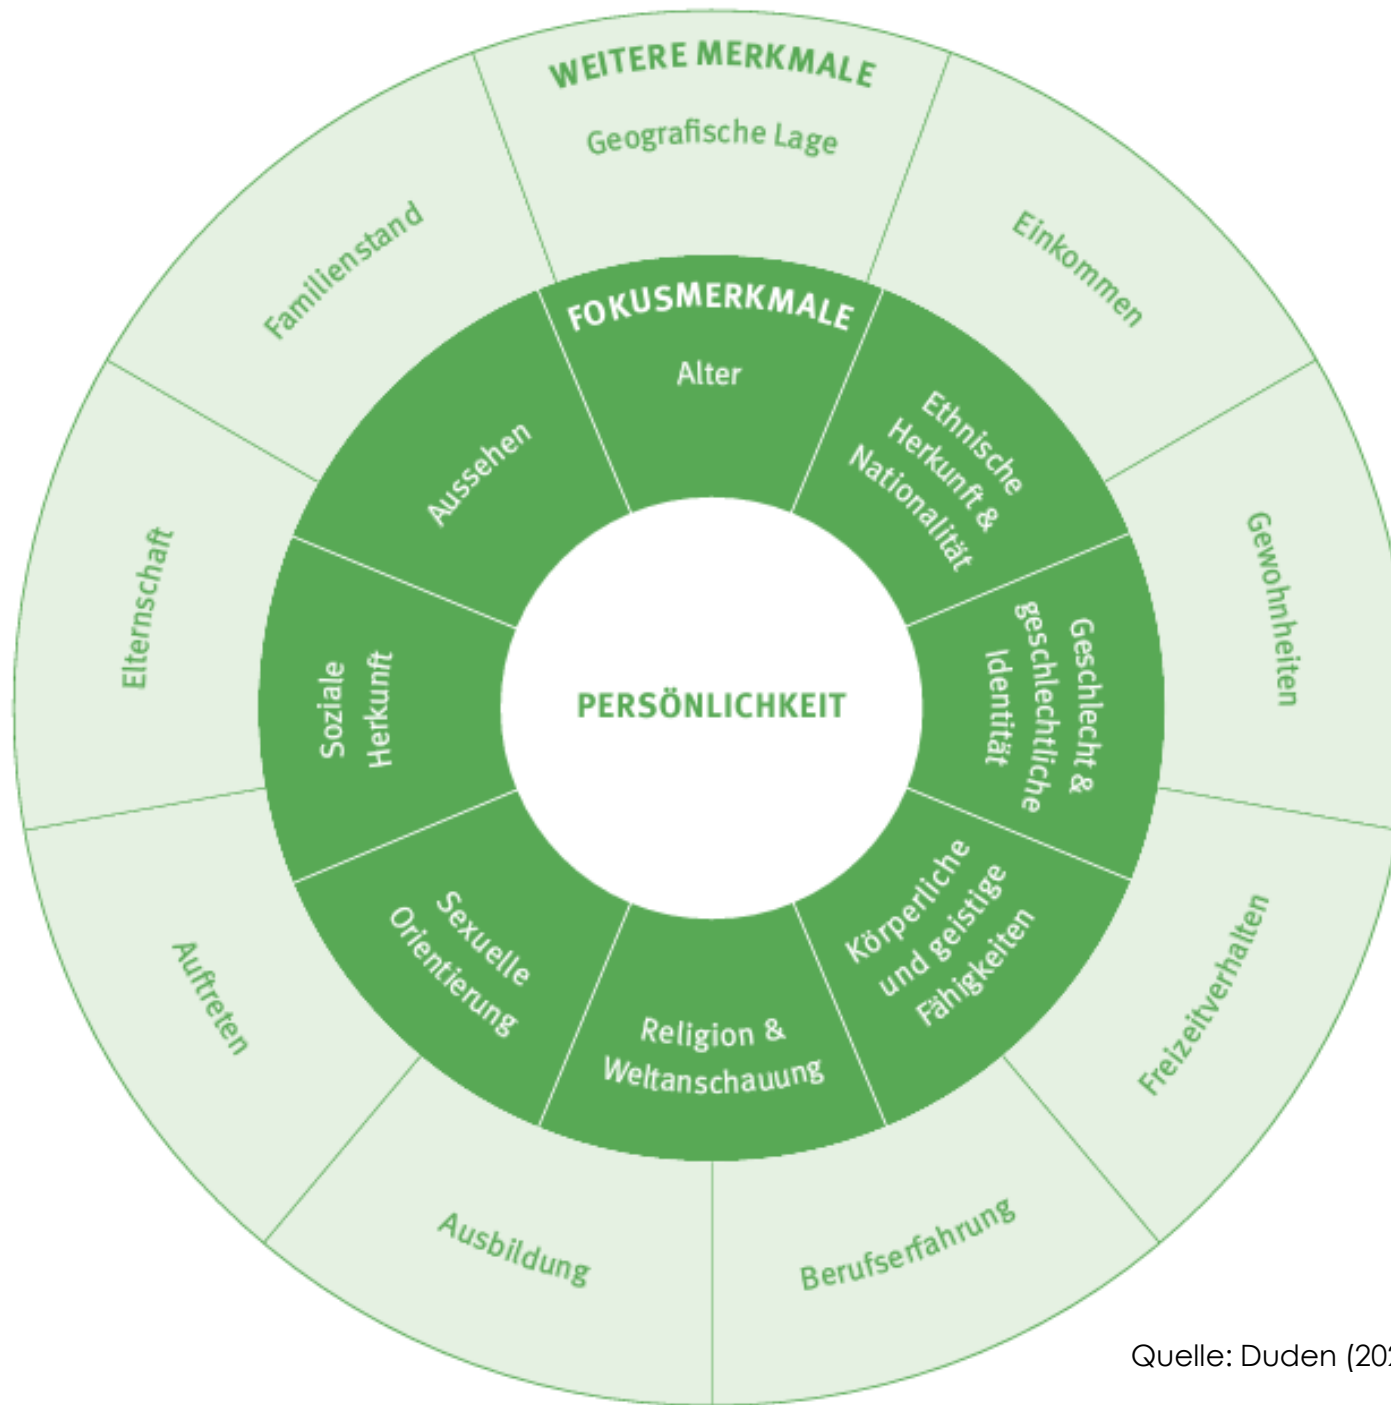 WEITERE MERKMALE
Geografische Lage
Einkommen
Gewohnheiten
Freizeitverhalten
Berufserfahrung
Ausbildung
Auftreten
Elternschaft
Familienstand
FOKUSMERKMALE
Alter
Ethnische
Herkunft &
Nationalität
Geschlecht &
geschlechtliche
Identität
Körperliche
und geistige
Fähigkeiten
Religion &
Weltanschauung
Sexuelle
Orientierung
Soziale
Herkunft
Aussehen
PERSÖNLICHKEIT
Quelle: Duden